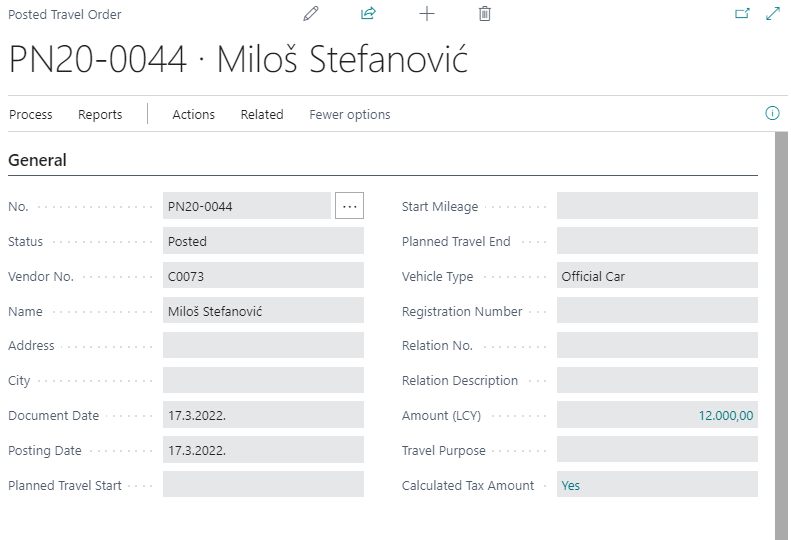 Posted Travel Order
PN20-0044 · Miloš Stefanović
Process Reports Actions Related Fewer options
General
No. PN20-0044 ...
Status Posted
Vendor No. C0073
Name Miloš Stefanović
Address
City
Document Date 17.3.2022.
Posting Date 17.3.2022.
Planned Travel Start
Start Mileage
Planned Travel End
Vehicle Type Official Car
Registration Number
Relation No.
Relation Description
Amount (LCY) 12.000,00
Travel Purpose
Calculated Tax Amount Yes